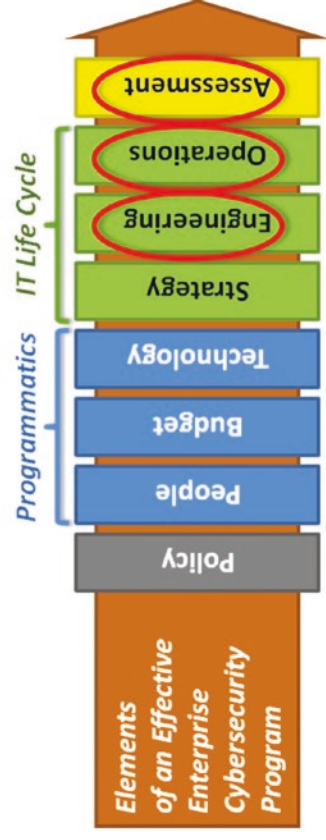 Elements
of an Effective
Enterprise
Cybersecurity
Program
Policy
Programmatics
People
Budget
Technology
IT Life Cycle
Strategy
Engineering
Operations
Assessment